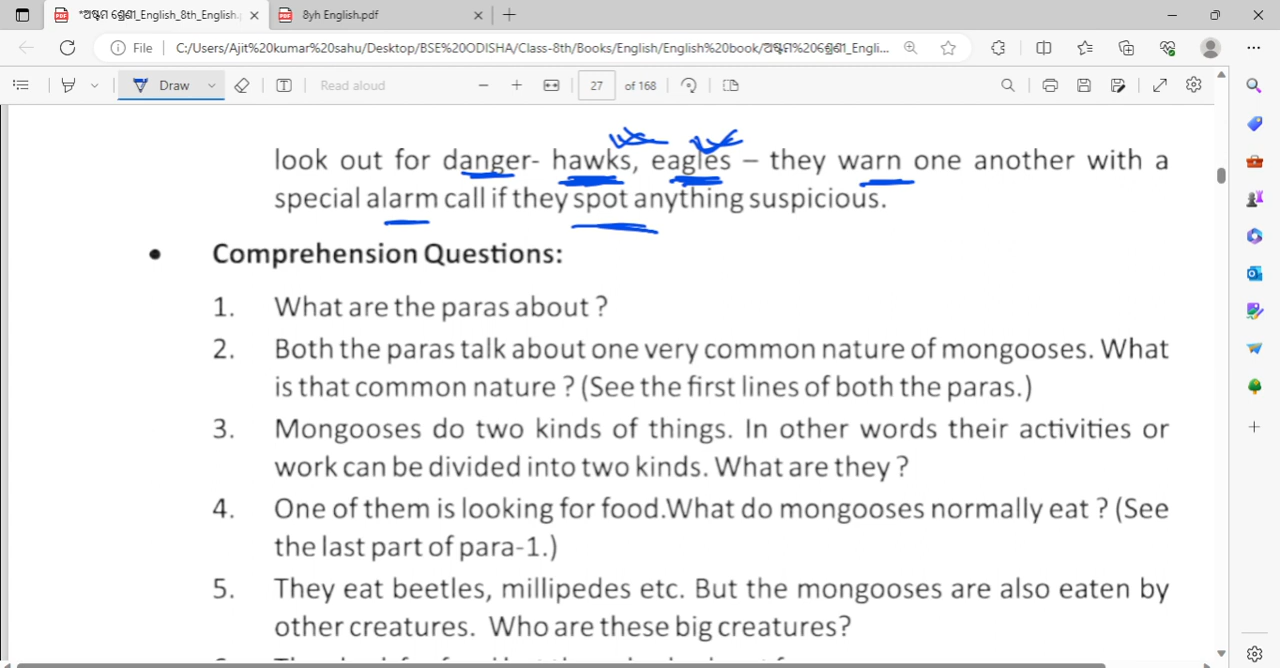 *ଅଷ୍ଟମ ଶ୍ରେଣୀ_English_8th_English.
8yh English.pdf
File
C:/Users/Ajit%20kumar%20sahu/Desktop/BSE%20ODISHA/Class-8th/Books/English/English%20book/ଅଷ୍ଟମ%20ଶ୍ରେଣୀ_Engli...
Draw
Read aloud
27 of 168
look out for danger- hawks, eagles – they warn one another with a
special alarm call if they spot anything suspicious.
• Comprehension Questions:
1. What are the paras about ?
2. Both the paras talk about one very common nature of mongooses. What
is that common nature ? (See the first lines of both the paras.)
3. Mongooses do two kinds of things. In other words their activities or
work can be divided into two kinds. What are they ?
4. One of them is looking for food.What do mongooses normally eat ? (See
the last part of para-1.)
5. They eat beetles, millipedes etc. But the mongooses are also eaten by
other creatures. Who are these big creatures?